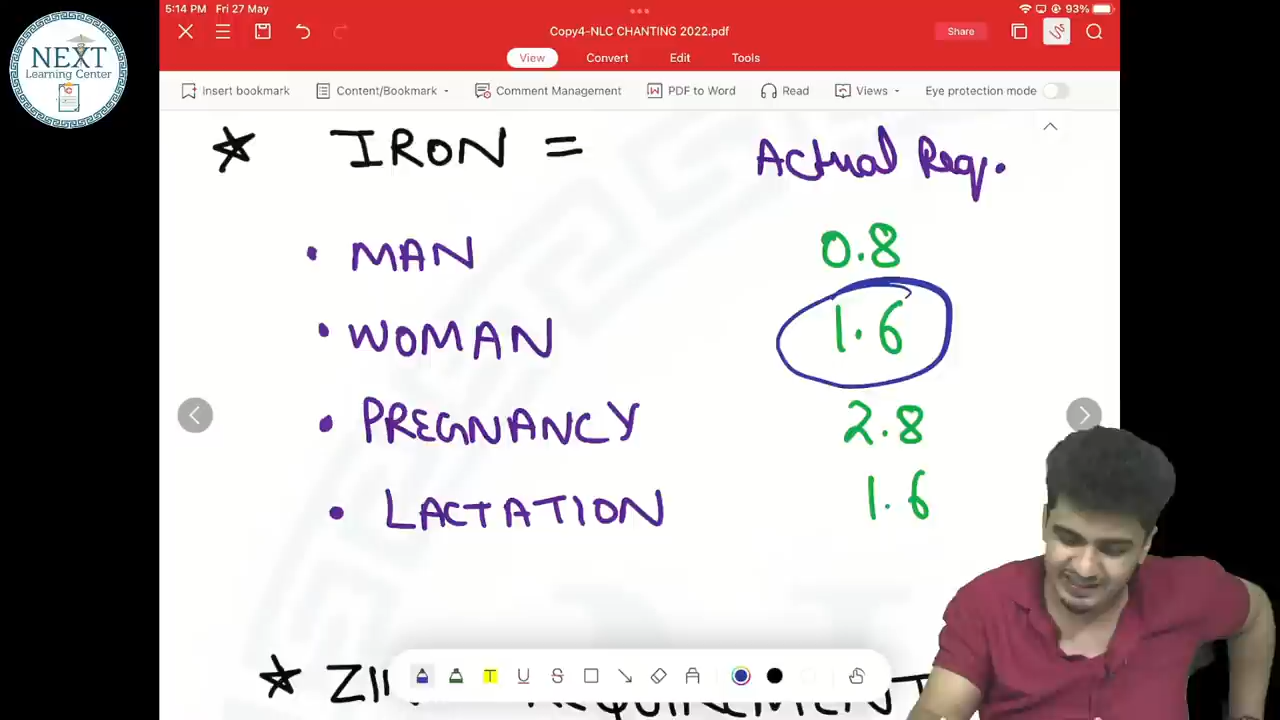 5:14 PM Fri 27 May 93%
NEXT
Learning Center
Copy4-NLC CHANTING 2022.pdf
Share
View Convert Edit Tools
Insert bookmark Content/Bookmark Comment Management PDF to Word Read Views Eye protection mode
IRON = Actual Req.
• MAN 0.8
• WOMAN 1.6
• PREGNANCY 2.8
• LACTATION 1.6
REQUIREMENT